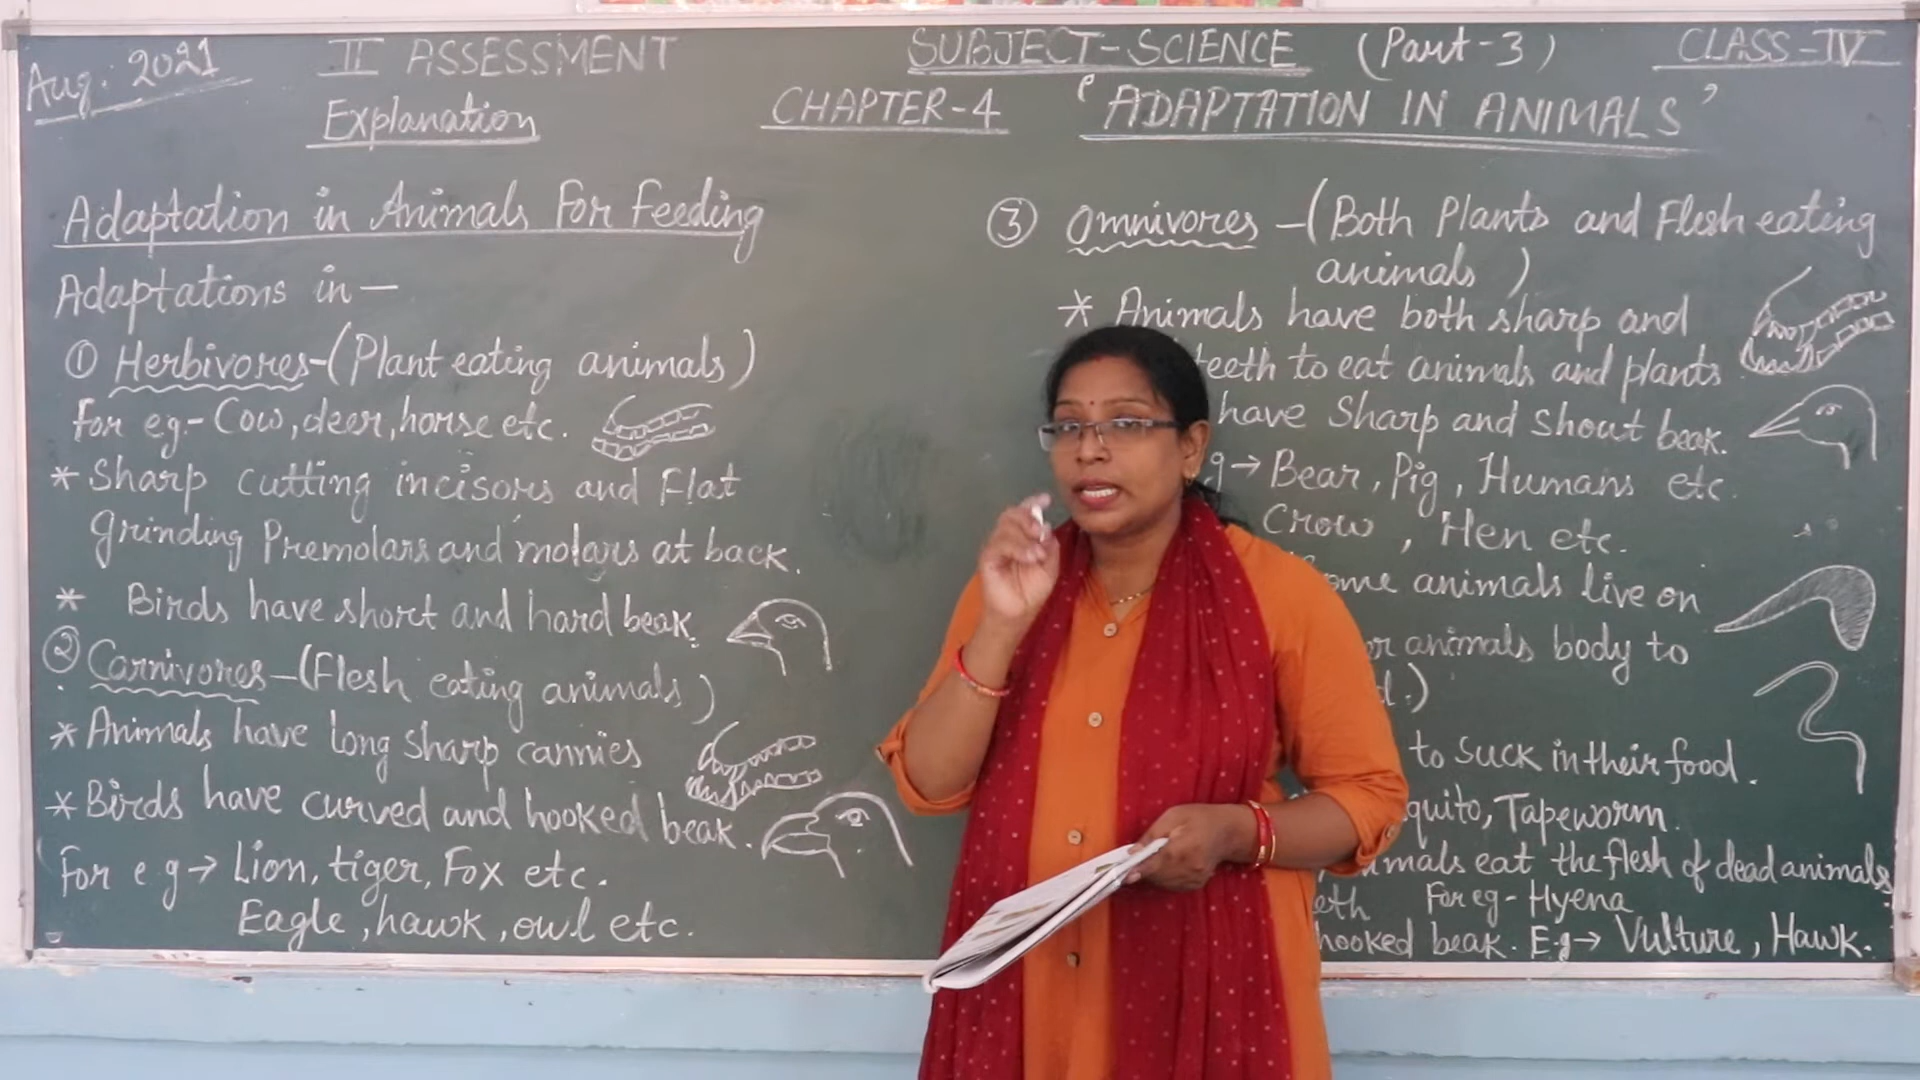 Aug. 2021
II ASSESSMENT
SUBJECT-SCIENCE (Part-3)
CLASS-IV
Explanation
CHAPTER-4 'ADAPTATION IN ANIMALS'
Adaptation in Animals For Feeding
Adaptations in—
① Herbivores-(Plant eating animals)
For eg.- Cow, deer, horse etc.
* Sharp cutting incisors and Flat
grinding Premolars and molars at back.
* Birds have short and hard beak.
② Carnivores-(Flesh eating animals)
* Animals have long sharp cannies
* Birds have curved and hooked beak.
For e.g → Lion, tiger, Fox etc.
Eagle, hawk, owl etc.
③ Omnivores -(Both Plants and Flesh eating
animals)
* Animals have both sharp and
teeth to eat animals and plants
have Sharp and Shout beak.
g → Bear, Pig, Humans etc.
Crow, Hen etc.
ome animals live on
or animals body to
d.)
to suck in their food.
quito, Tapeworm.
imals eat the flesh of dead animals
eth For eg- Hyena
hooked beak. E.g → Vulture, Hawk.